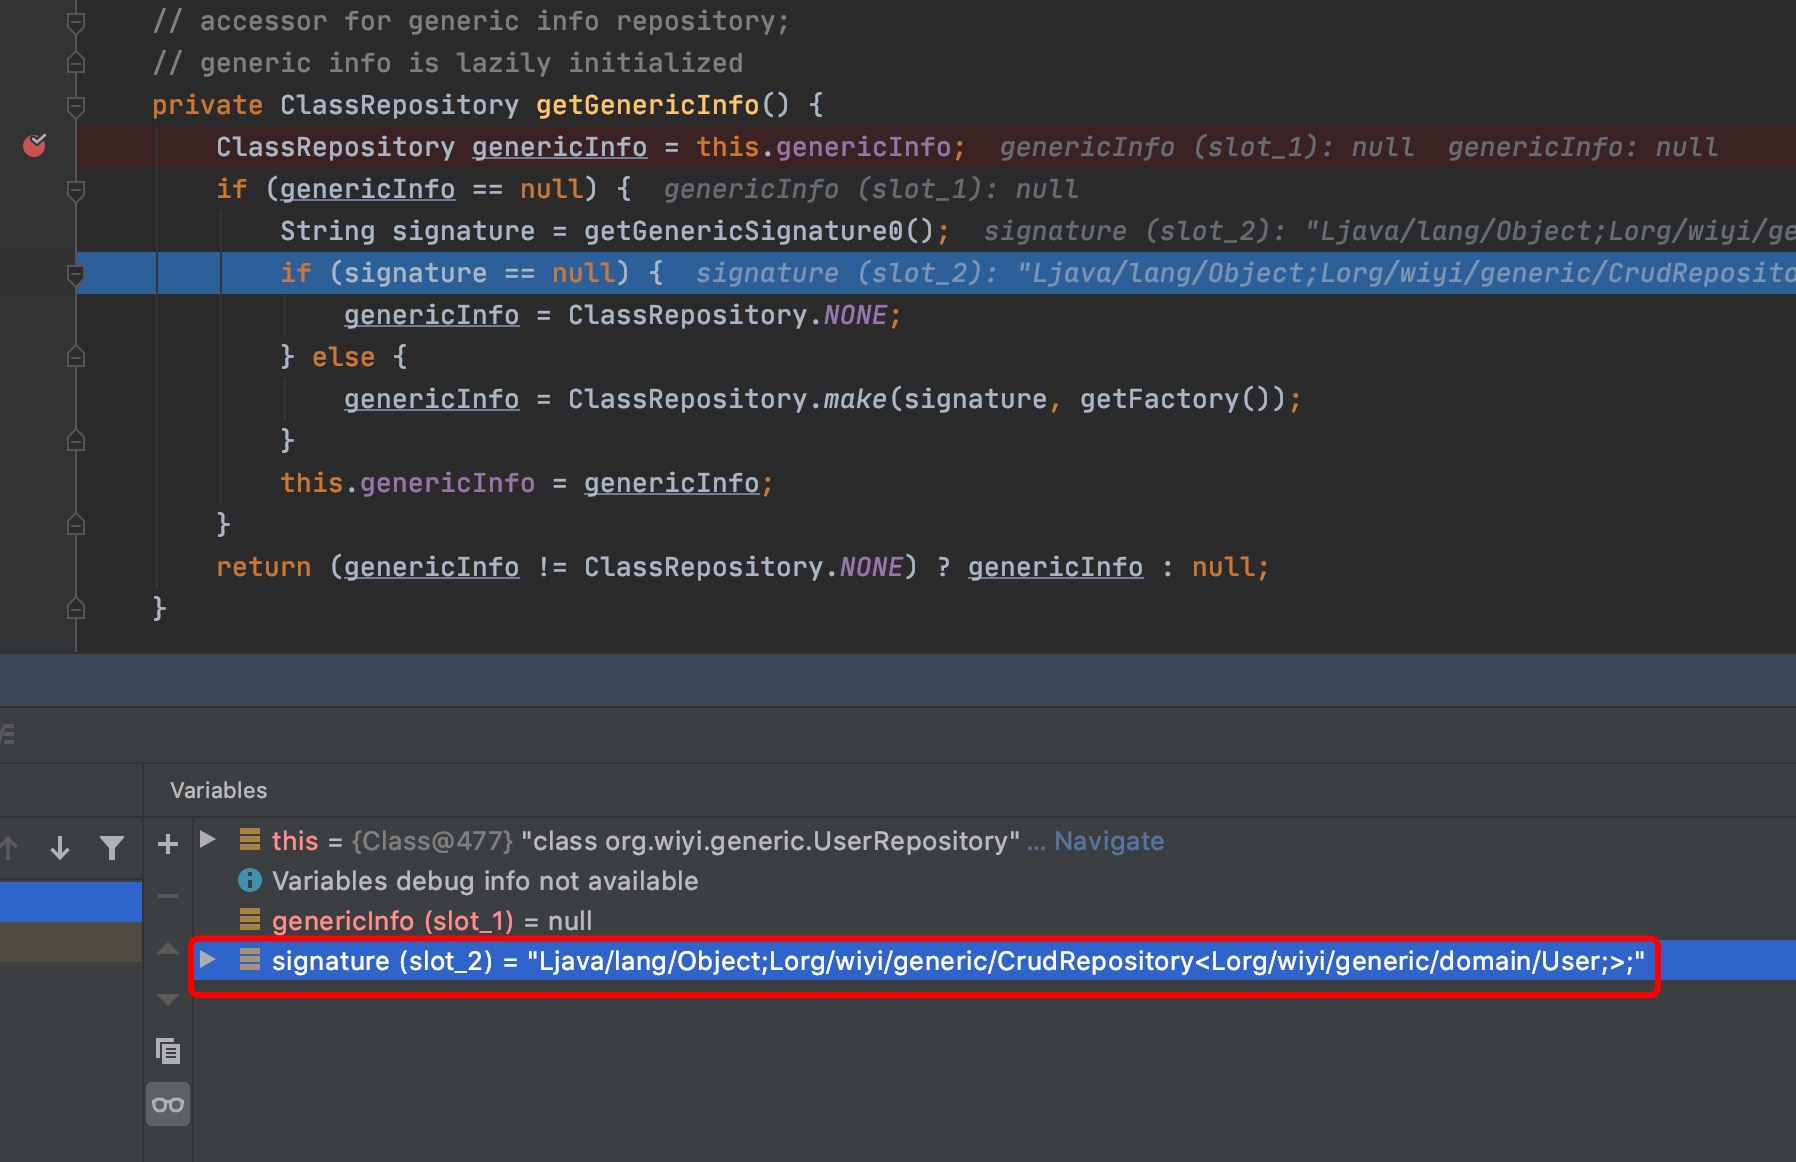 // accessor for generic info repository;
// generic info is lazily initialized
private ClassRepository getGenericInfo() {
ClassRepository genericInfo = this.genericInfo; genericInfo (slot_1): null genericInfo: null
if (genericInfo == null) { genericInfo (slot_1): null
String signature = getGenericSignature0(); signature (slot_2): "Ljava/lang/Object;Lorg/wiyi/ge
if (signature == null) { signature (slot_2): "Ljava/lang/Object;Lorg/wiyi/generic/CrudReposito
genericInfo = ClassRepository.NONE;
} else {
genericInfo = ClassRepository.make(signature, getFactory());
}
this.genericInfo = genericInfo;
}
return (genericInfo != ClassRepository.NONE) ? genericInfo : null;
}
Variables
this = {Class@477} "class org.wiyi.generic.UserRepository" ... Navigate
Variables debug info not available
genericInfo (slot_1) = null
signature (slot_2) = "Ljava/lang/Object;Lorg/wiyi/generic/CrudRepository<Lorg/wiyi/generic/domain/User;>;"